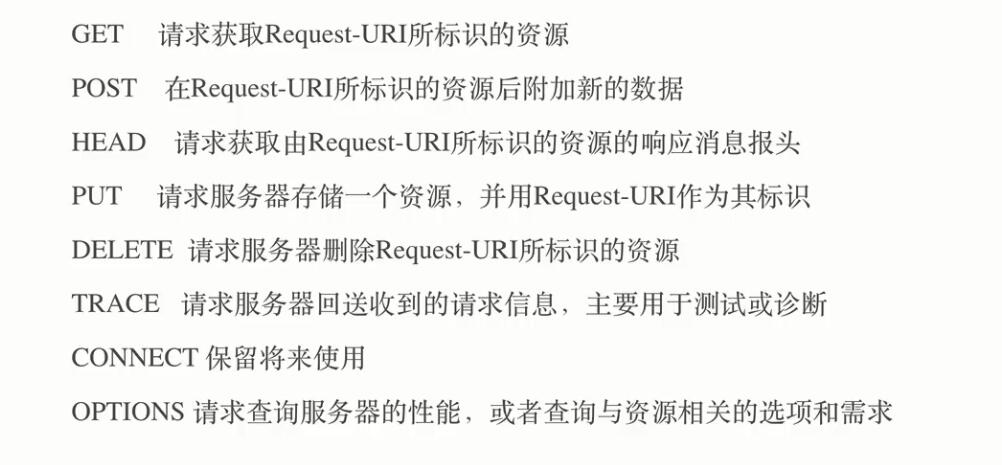 GET 请求获取Request-URI所标识的资源
POST 在Request-URI所标识的资源后附加新的数据
HEAD 请求获取由Request-URI所标识的资源的响应消息报头
PUT 请求服务器存储一个资源，并用Request-URI作为其标识
DELETE 请求服务器删除Request-URI所标识的资源
TRACE 请求服务器回送收到的请求信息，主要用于测试或诊断
CONNECT 保留将来使用
OPTIONS 请求查询服务器的性能，或者查询与资源相关的选项和需求